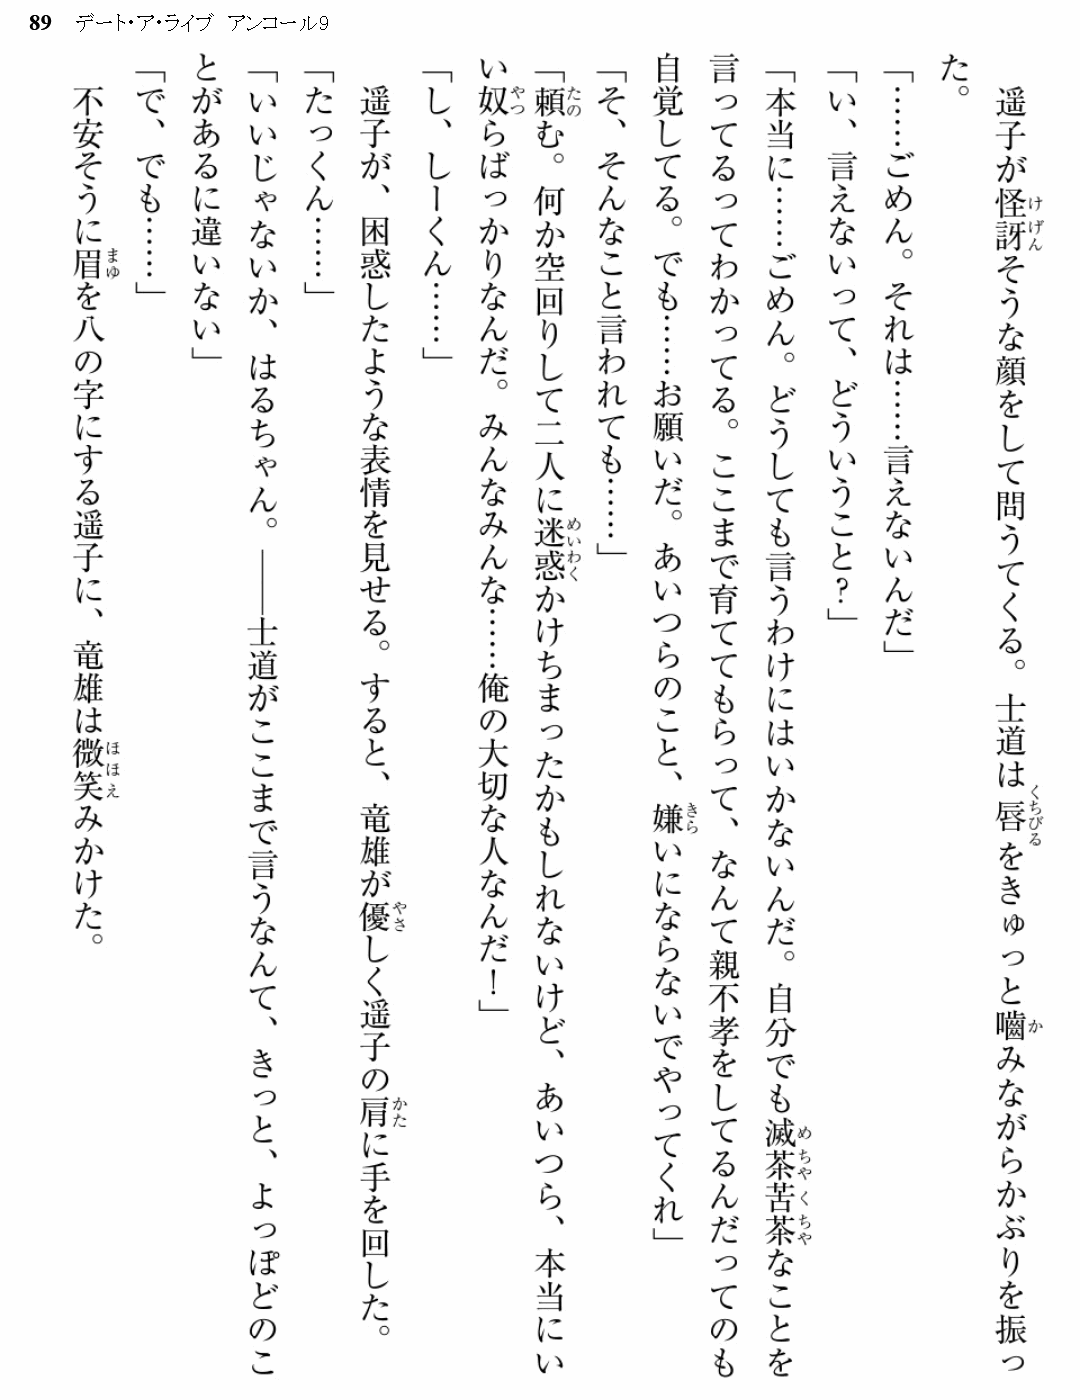 89 デート・ア・ライブ アンコール9
遥子が怪訝そうな顔をして問うてくる。士道は唇をきゅっと嚙みながらかぶりを振っ
た。
「……ごめん。それは……言えないんだ」
「い、言えないって、どういうこと？」
「本当に……ごめん。どうしても言うわけにはいかないんだ。自分でも滅茶苦茶なことを
言ってるってわかってる。ここまで育ててもらって、なんて親不孝をしてるんだってのも
自覚してる。でも……お願いだ。あいつらのこと、嫌いにならないでやってくれ」
「そ、そんなこと言われても……」
「頼む。何か空回りして二人に迷惑かけちまったかもしれないけど、あいつら、本当にい
い奴らばっかりなんだ。みんなみんな……俺の大切な人なんだ！」
「し、しーくん……」
遥子が、困惑したような表情を見せる。すると、竜雄が優しく遥子の肩に手を回した。
「たっくん……」
「いいじゃないか、はるちゃん。――士道がここまで言うなんて、きっと、よっぽどのこ
とがあるに違いない」
「で、でも……」
不安そうに眉を八の字にする遥子に、竜雄は微笑みかけた。